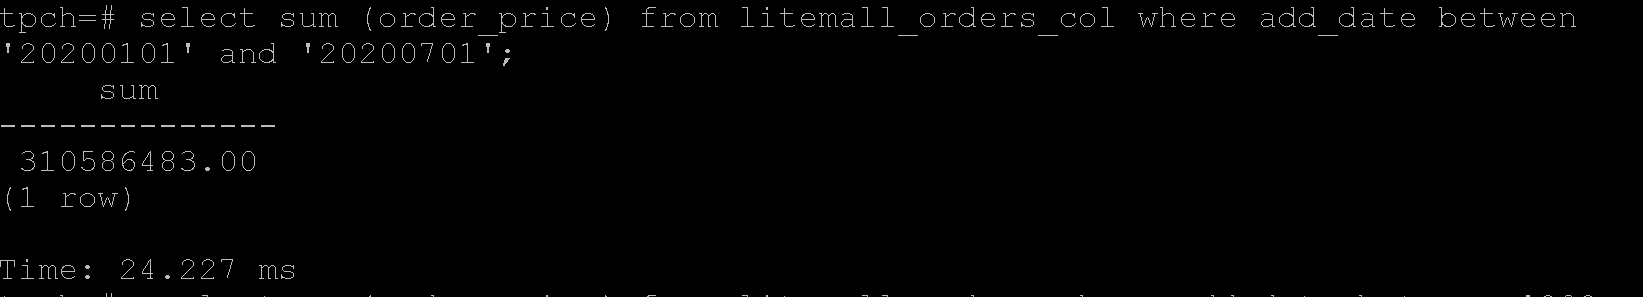 tpch=# select sum (order_price) from litemall_orders_col where add_date between
'20200101' and '20200701';
sum
--------------
310586483.00
(1 row)
Time: 24.227 ms